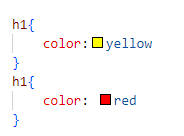 h1{
color: yellow
}
h1{
color: red
}